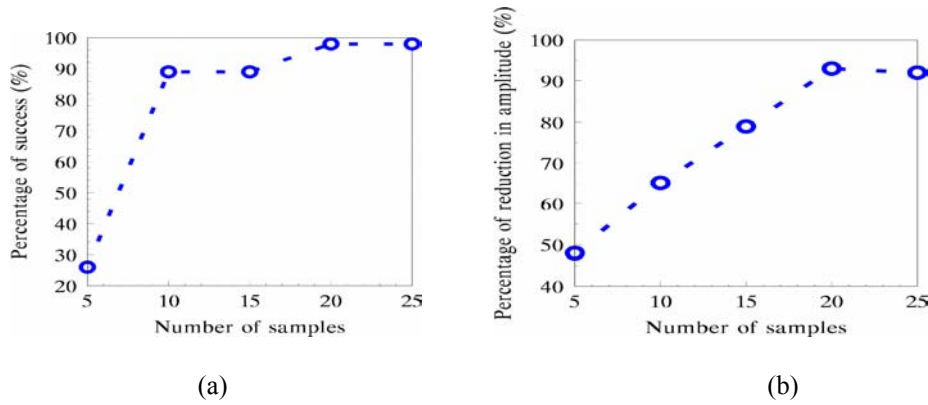 Percentage of success (%)
100
90
80
70
60
50
40
30
20
5 10 15 20 25
Number of samples
(a)
Percentage of reduction in amplitude (%)
100
90
80
70
60
50
40
5 10 15 20 25
Number of samples
(b)